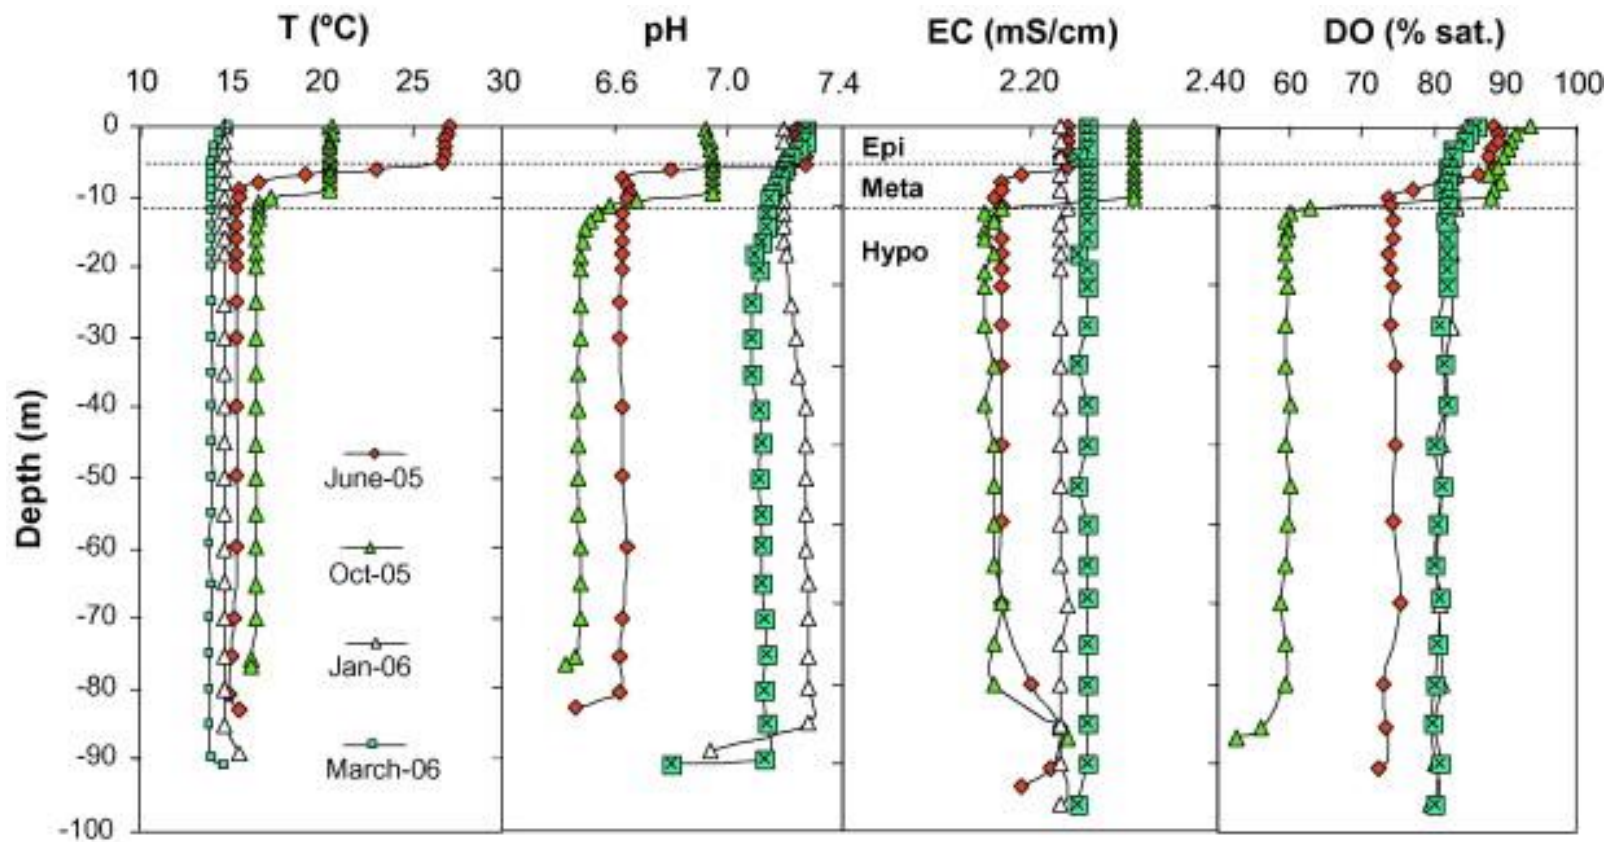 T (ºC) pH EC (mS/cm) DO (% sat.)
10 15 20 25 30 6.6 7.0 7.4 2.20 2.40 40 60 70 80 90 100
0
-10
-20
-30
-40
-50
-60
-70
-80
-90
-100
Depth (m)
Epi
Meta
Hypo
June-05
Oct-05
Jan-06
March-06